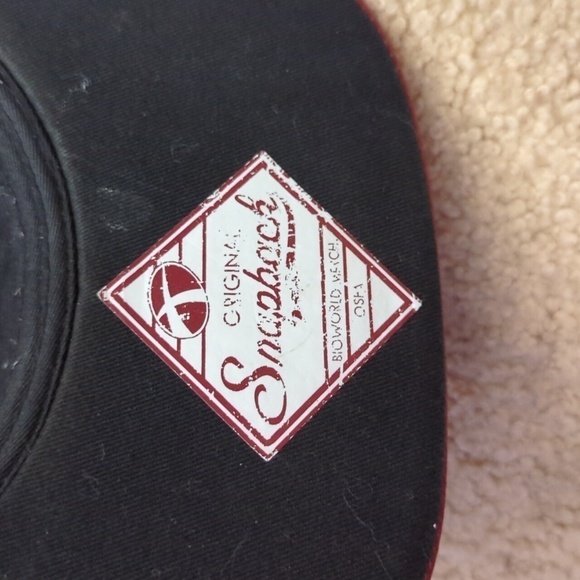 ORIGINAL
Snapback
BIOWORLD MERCH
OSFA